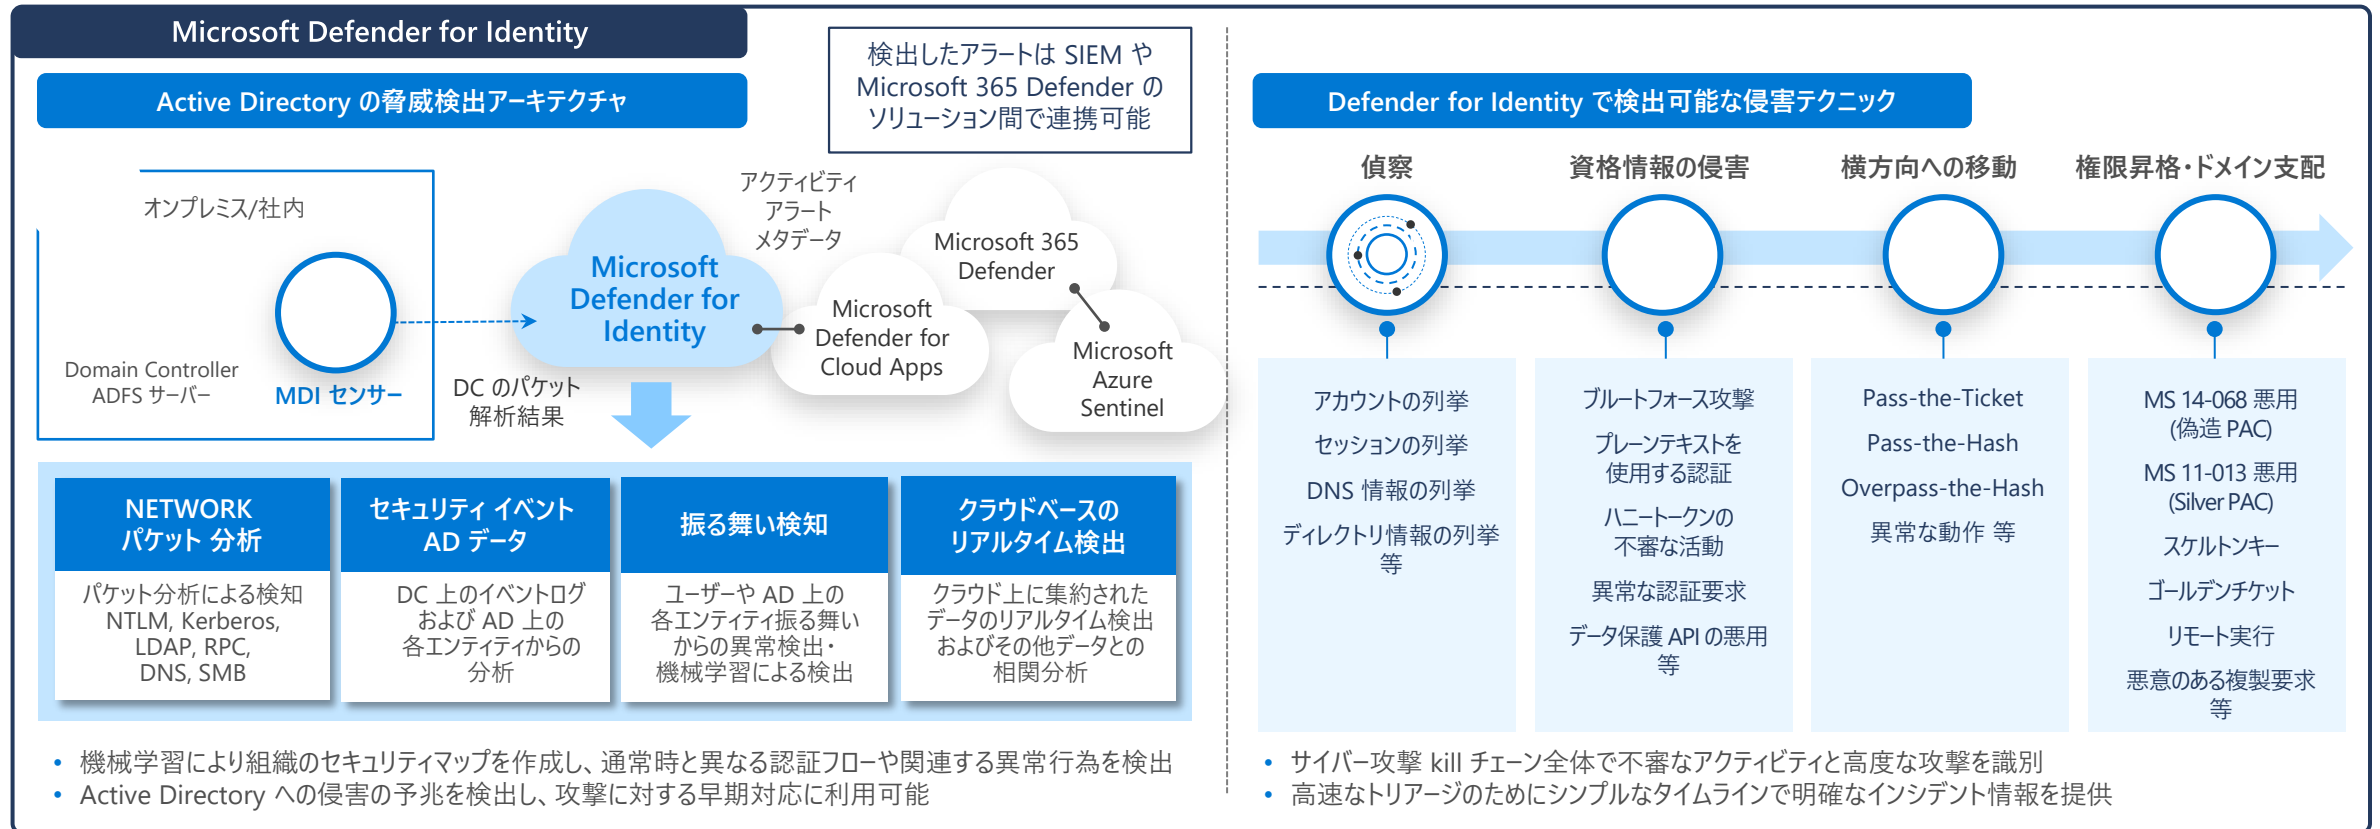 Microsoft Defender for Identity
Active Directory の脅威検出アーキテクチャ
検出したアラートは SIEM や
Microsoft 365 Defender の
ソリューション間で連携可能
オンプレミス/社内
Domain Controller
ADFS サーバー
MDI センサー
DC のパケット
解析結果
Microsoft
Defender for
Identity
アクティビティ
アラート
メタデータ
Microsoft 365
Defender
Microsoft
Defender for
Cloud Apps
Microsoft
Azure
Sentinel
NETWORK
パケット 分析
パケット分析による検知
NTLM, Kerberos,
LDAP, RPC,
DNS, SMB
セキュリティ イベント
AD データ
DC 上のイベントログ
および AD 上の
各エンティティからの
分析
振る舞い検知
ユーザーや AD 上の
各エンティティ振る舞い
からの異常検出・
機械学習による検出
クラウドベースの
リアルタイム検出
クラウド上に集約された
データのリアルタイム検出
およびその他データとの
相関分析
• 機械学習により組織のセキュリティマップを作成し、通常時と異なる認証フローや関連する異常行為を検出
• Active Directory への侵害の予兆を検出し、攻撃に対する早期対応に利用可能
Defender for Identity で検出可能な侵害テクニック
偵察
アカウントの列挙
セッションの列挙
DNS 情報の列挙
ディレクトリ情報の列挙
等
資格情報の侵害
ブルートフォース攻撃
プレーンテキストを
使用する認証
ハニートークンの
不審な活動
異常な認証要求
データ保護 API の悪用
等
横方向への移動
Pass-the-Ticket
Pass-the-Hash
Overpass-the-Hash
異常な動作 等
権限昇格・ドメイン支配
MS 14-068 悪用
(偽造 PAC)
MS 11-013 悪用
(Silver PAC)
スケルトンキー
ゴールデンチケット
リモート実行
悪意のある複製要求
等
• サイバー攻撃 kill チェーン全体で不審なアクティビティと高度な攻撃を識別
• 高速なトリアージのためにシンプルなタイムラインで明確なインシデント情報を提供